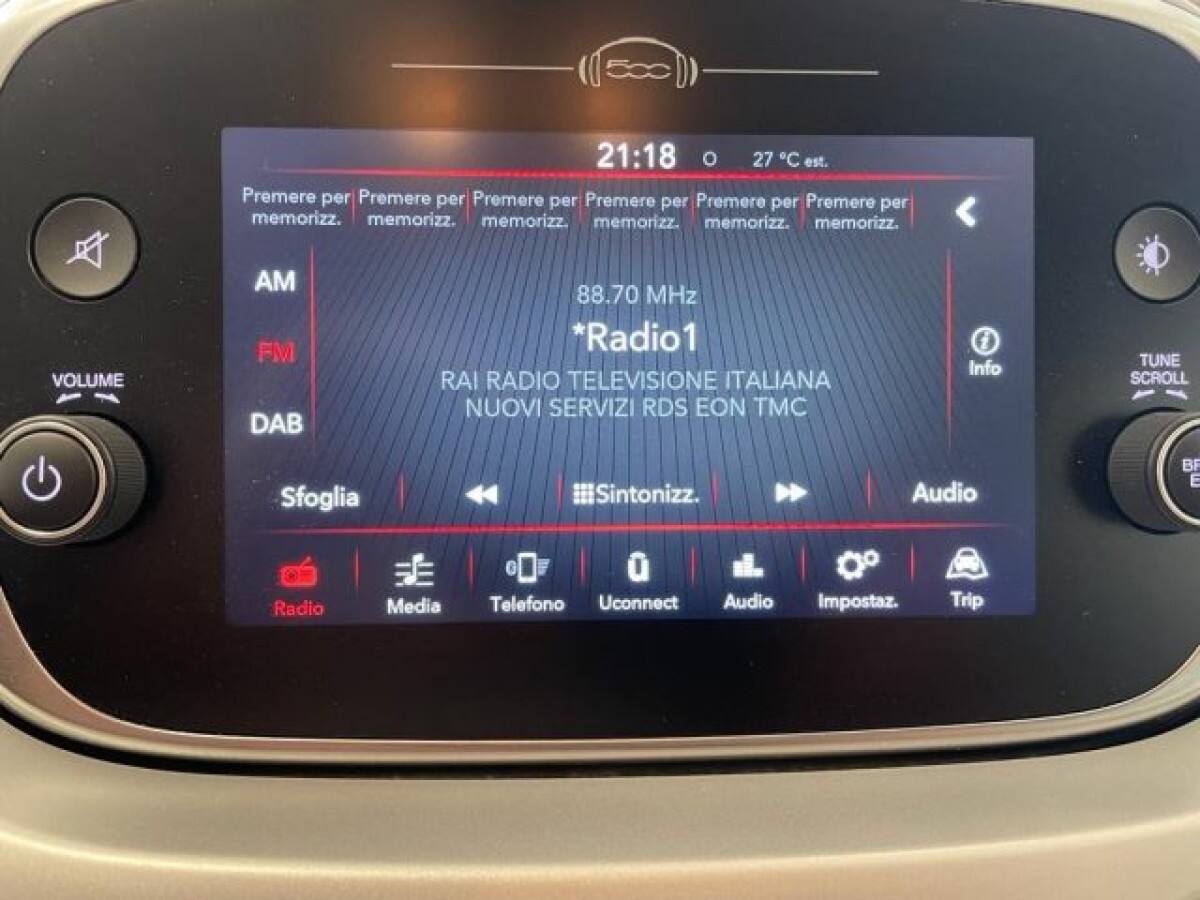 500
21:18 27 °C est.
Premere per Premere per Premere per Premere per Premere per Premere per
memorizz. memorizz. memorizz. memorizz. memorizz. memorizz.
AM
88.70 MHz
*Radio1
FM
Info
VOLUME
TUNE
SCROLL
RAI RADIO TELEVISIONE ITALIANA
NUOVI SERVIZI RDS EON TMC
DAB
Sfoglia Sintonizz. Audio
Radio Media Telefono Uconnect Audio Impostaz. Trip